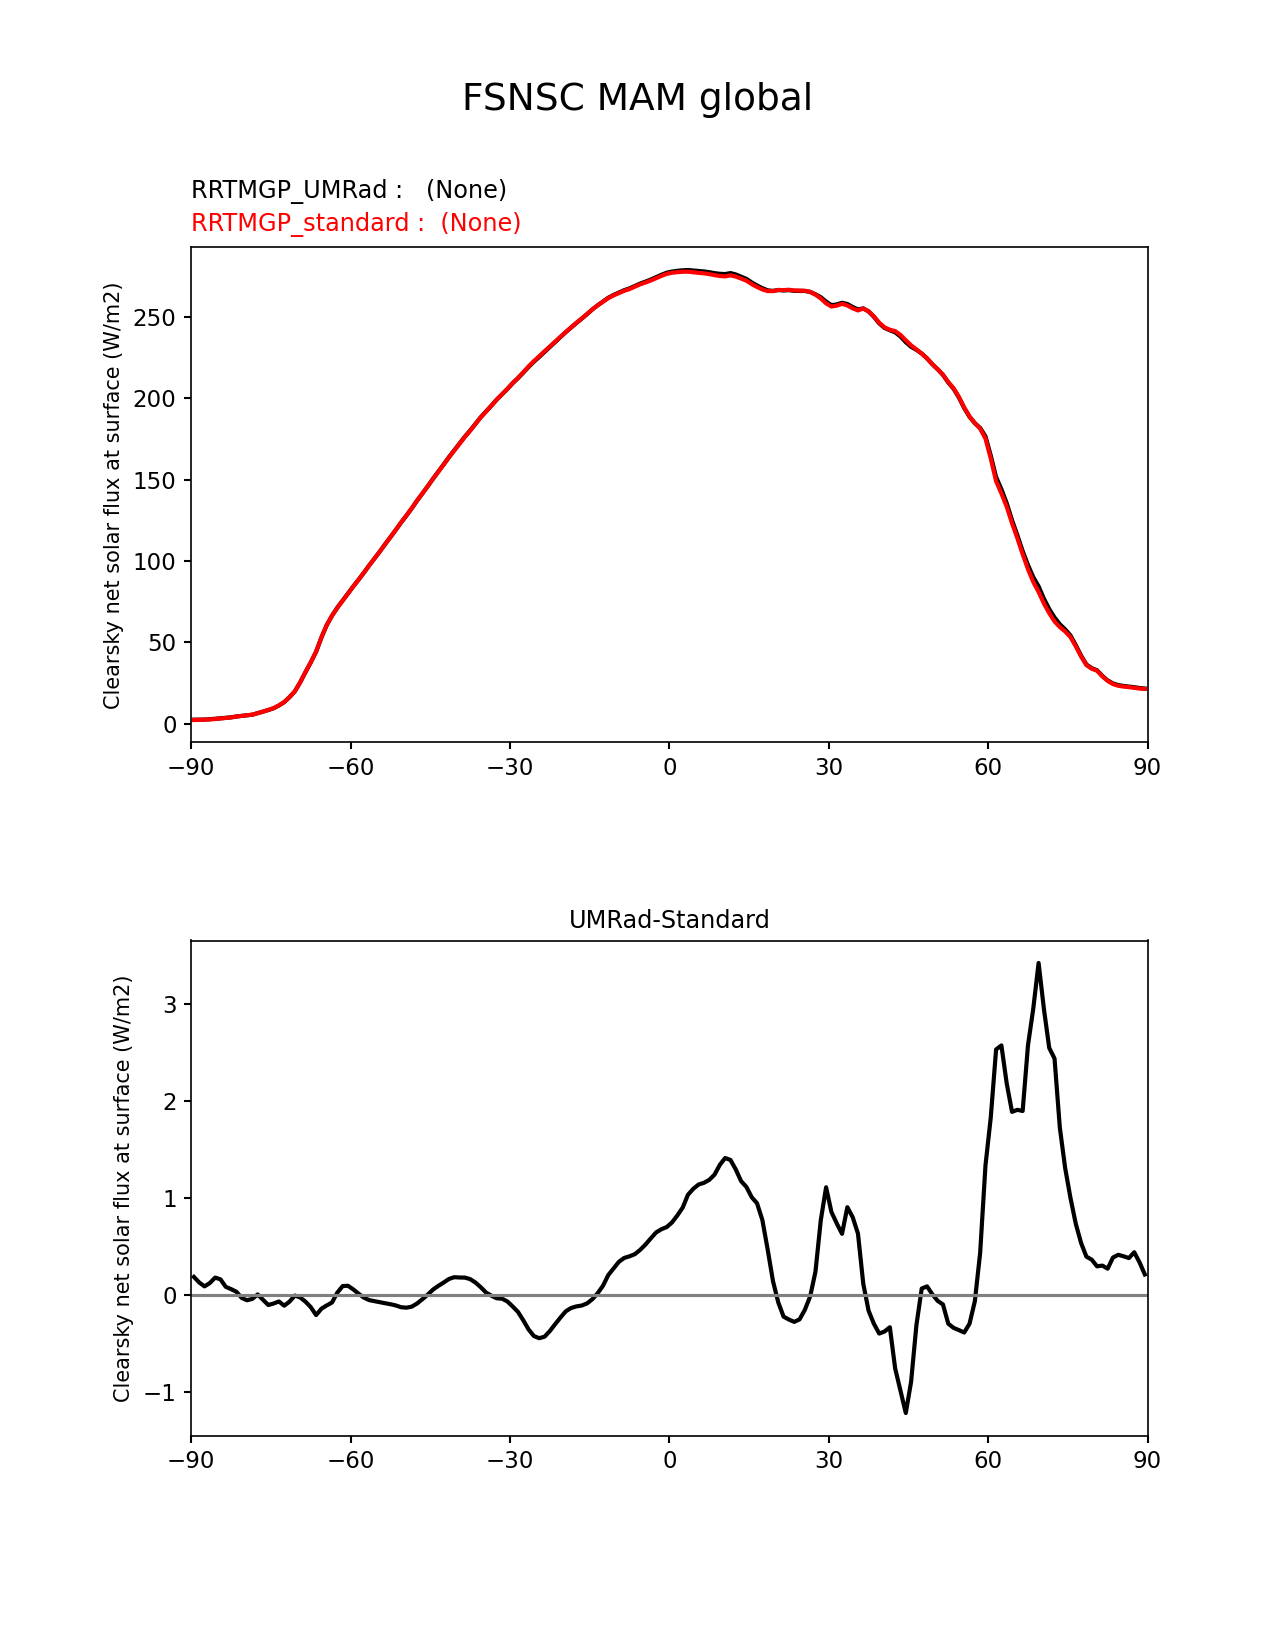 FSNSC MAM global
RRTMGP_UMRad :   (None)
RRTMGP_standard :  (None)
Clearsky net solar flux at surface (W/m2)
250
200
150
100
50
0
−90 −60 −30 0 30 60 90
UMRad-Standard
Clearsky net solar flux at surface (W/m2)
3
2
1
0
−1
−90 −60 −30 0 30 60 90